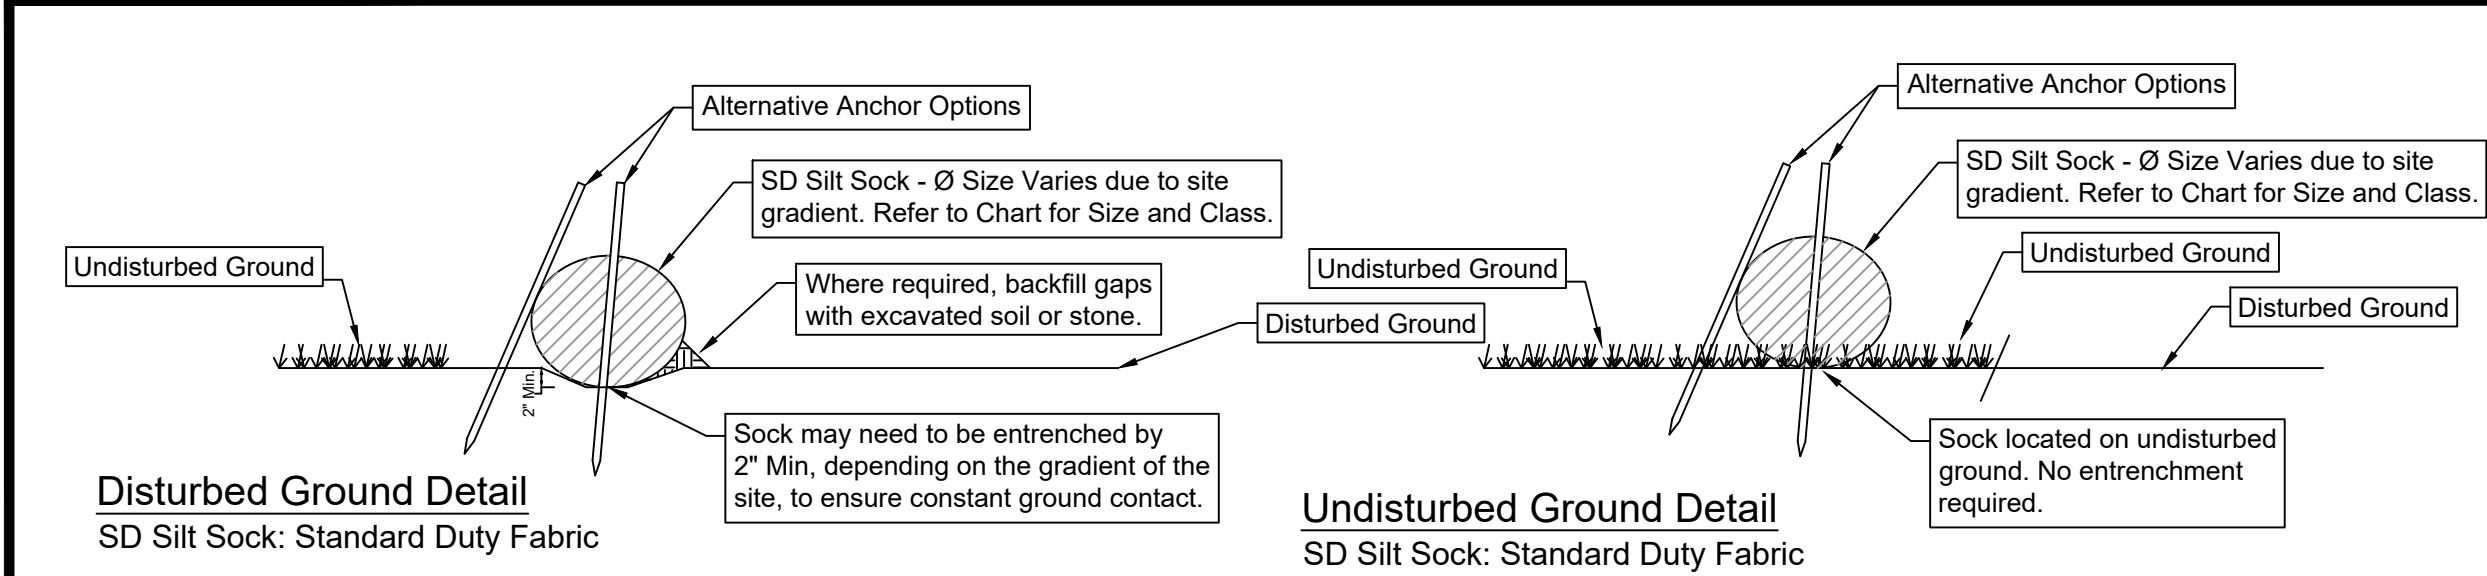 Alternative Anchor Options
SD Silt Sock - Ø Size Varies due to site
gradient. Refer to Chart for Size and Class.
Undisturbed Ground
Where required, backfill gaps
with excavated soil or stone.
Disturbed Ground
2" Min.
Sock may need to be entrenched by
2" Min, depending on the gradient of the
site, to ensure constant ground contact.
Disturbed Ground Detail
SD Silt Sock: Standard Duty Fabric
Alternative Anchor Options
SD Silt Sock - Ø Size Varies due to site
gradient. Refer to Chart for Size and Class.
Undisturbed Ground
Undisturbed Ground
Disturbed Ground
Sock located on undisturbed
ground. No entrenchment
required.
Undisturbed Ground Detail
SD Silt Sock: Standard Duty Fabric